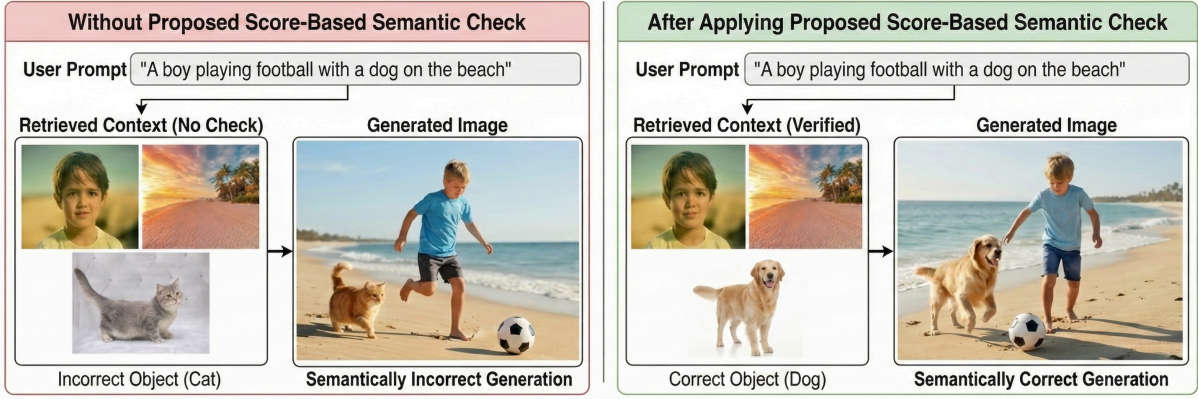 Without Proposed Score-Based Semantic Check
User Prompt "A boy playing football with a dog on the beach"
Retrieved Context (No Check)
Generated Image
Incorrect Object (Cat)
Semantically Incorrect Generation
After Applying Proposed Score-Based Semantic Check
User Prompt "A boy playing football with a dog on the beach"
Retrieved Context (Verified)
Generated Image
Correct Object (Dog)
Semantically Correct Generation